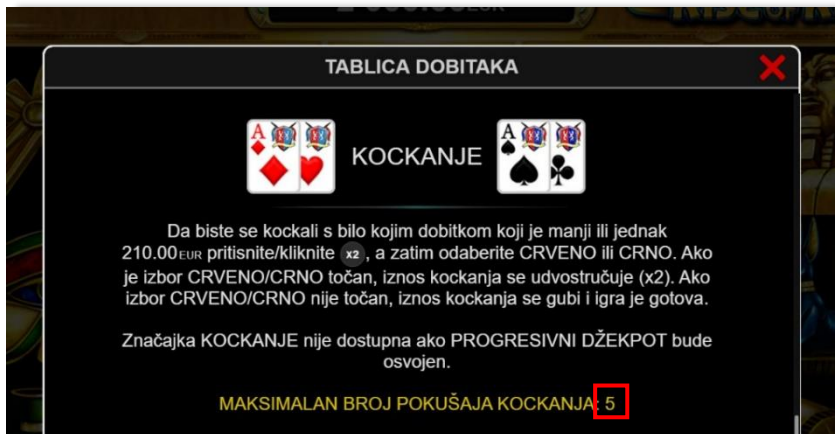 TABLICA DOBITAKA
A A
KOCKANJE
Da biste se kockali s bilo kojim dobitkom koji je manji ili jednak
210.00EUR pritisnite/kliknite x2 , a zatim odaberite CRVENO ili CRNO. Ako
je izbor CRVENO/CRNO točan, iznos kockanja se udvostručuje (x2). Ako
izbor CRVENO/CRNO nije točan, iznos kockanja se gubi i igra je gotova.
Značajka KOCKANJE nije dostupna ako PROGRESIVNI DŽEKPOT bude
osvojen.
MAKSIMALAN BROJ POKUŠAJA KOCKANJA: 5